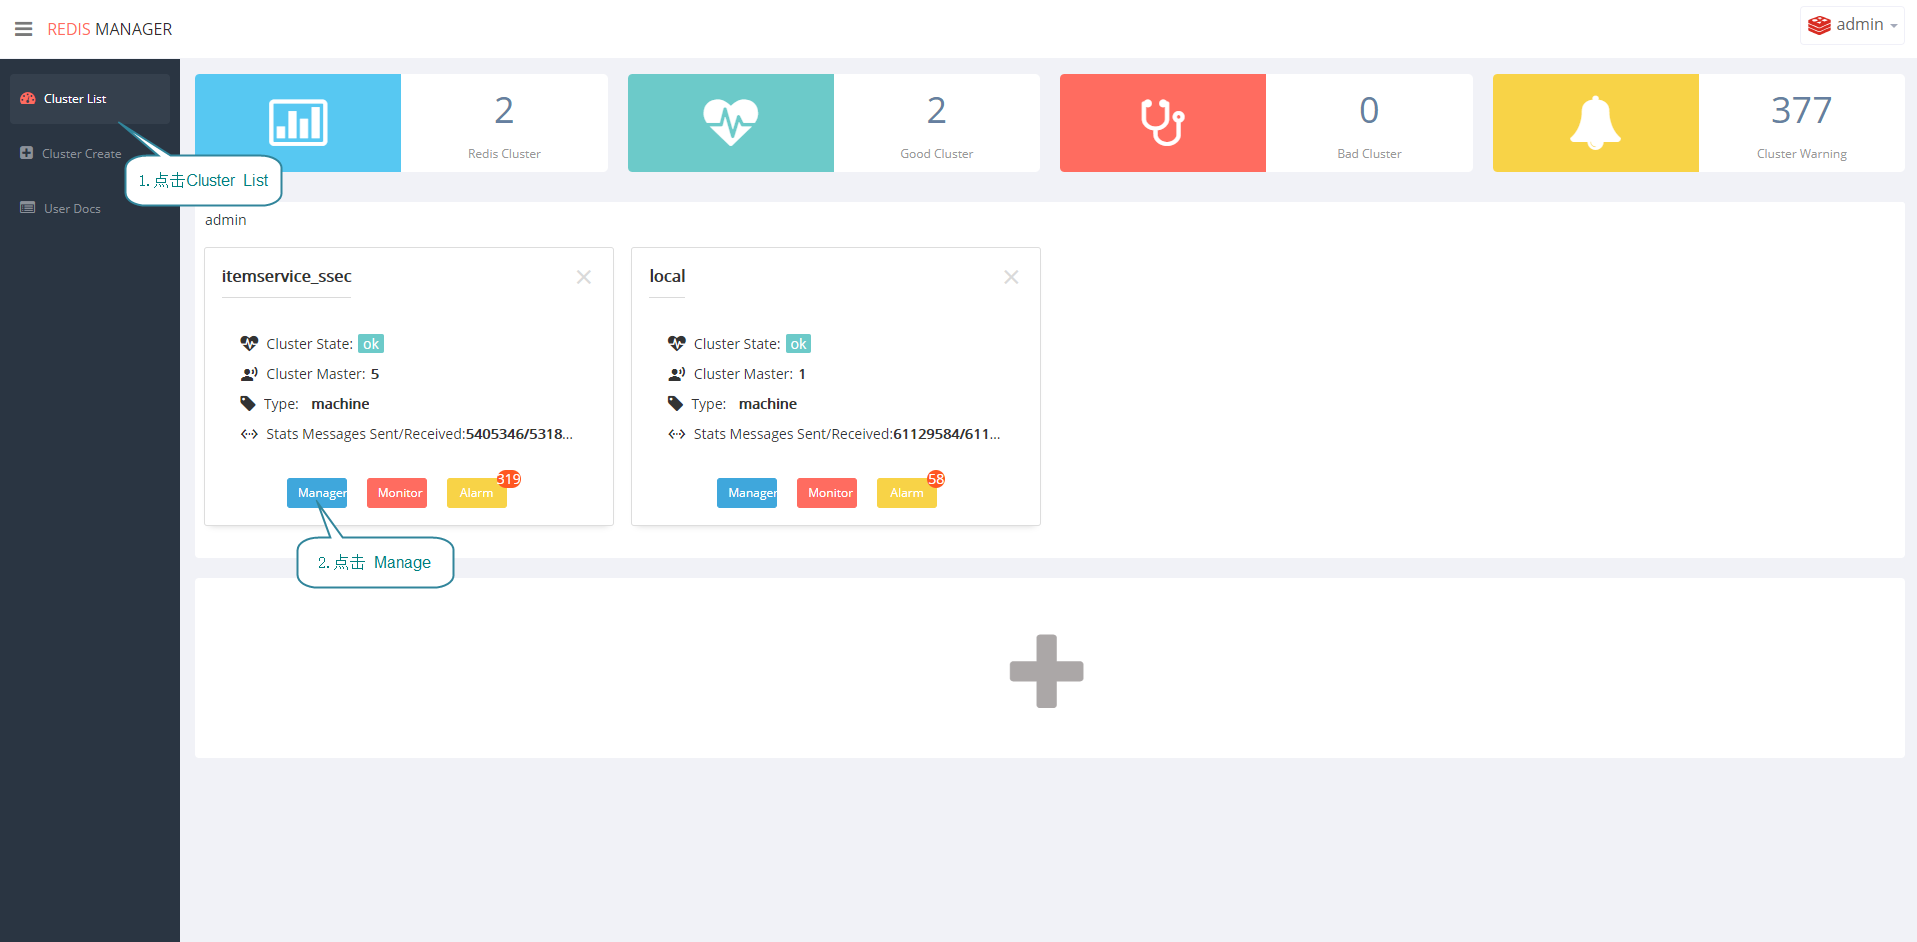 REDIS MANAGER
admin
Cluster List
Cluster Create
User Docs
1. 点击Cluster List
2
Redis Cluster
2
Good Cluster
0
Bad Cluster
377
Cluster Warning
admin
itemservice_ssec
Cluster State: ok
Cluster Master: 5
Type: machine
Stats Messages Sent/Received:5405346/5318...
Manager
Monitor
Alarm
319
2. 点击 Manage
local
Cluster State: ok
Cluster Master: 1
Type: machine
Stats Messages Sent/Received:61129584/611...
Manager
Monitor
Alarm
58